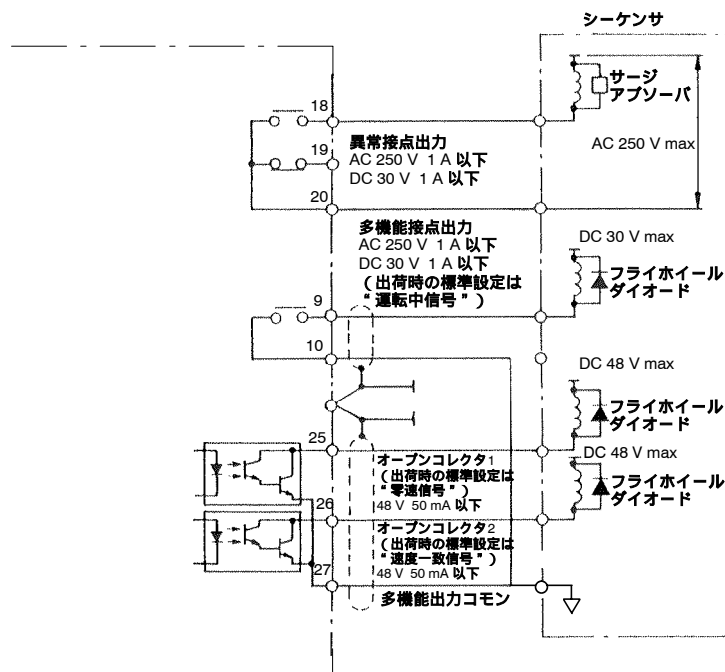 シーケンサ
18
サージ
アブソーバ
AC 250 V max
異常接点出力
AC 250 V 1 A 以下
DC 30 V 1 A 以下
19
20
多機能接点出力
AC 250 V 1 A 以下
DC 30 V 1 A 以下
(出荷時の標準設定は
“運転中信号”)
DC 30 V max
フライホイール
ダイオード
9
10
DC 48 V max
フライホイール
ダイオード
25
オープンコレクタ1
(出荷時の標準設定は
“零速信号”)
48 V 50 mA 以下
DC 48 V max
フライホイール
ダイオード
26
オープンコレクタ2
(出荷時の標準設定は
“速度一致信号”)
48 V 50 mA 以下
27
多機能出力コモン